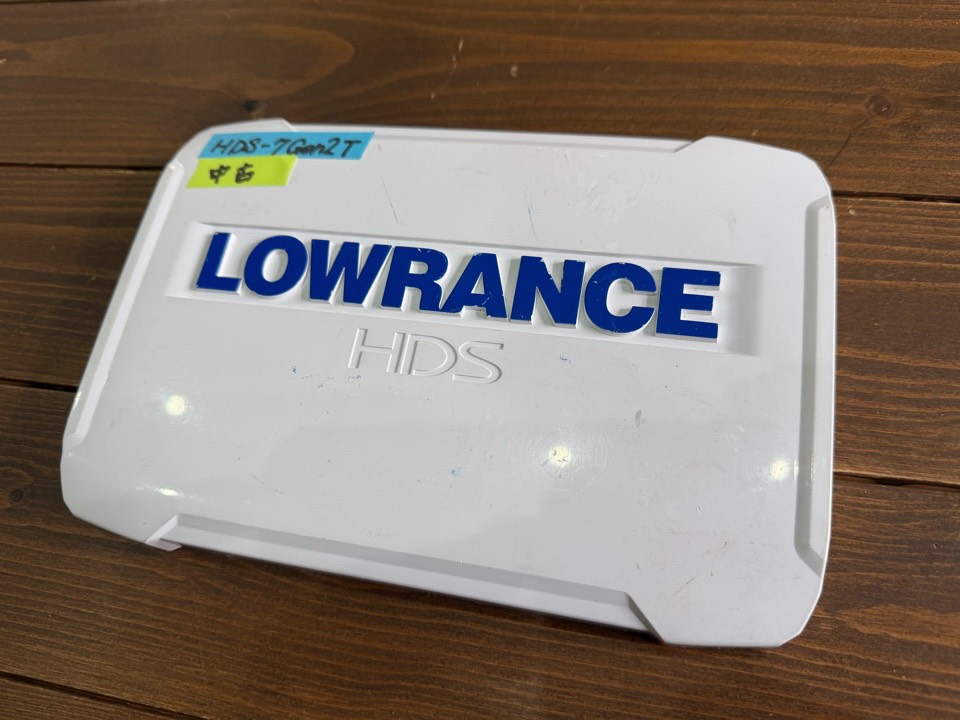 HDS-7Gen2T
中古
LOWRANCE
HDS